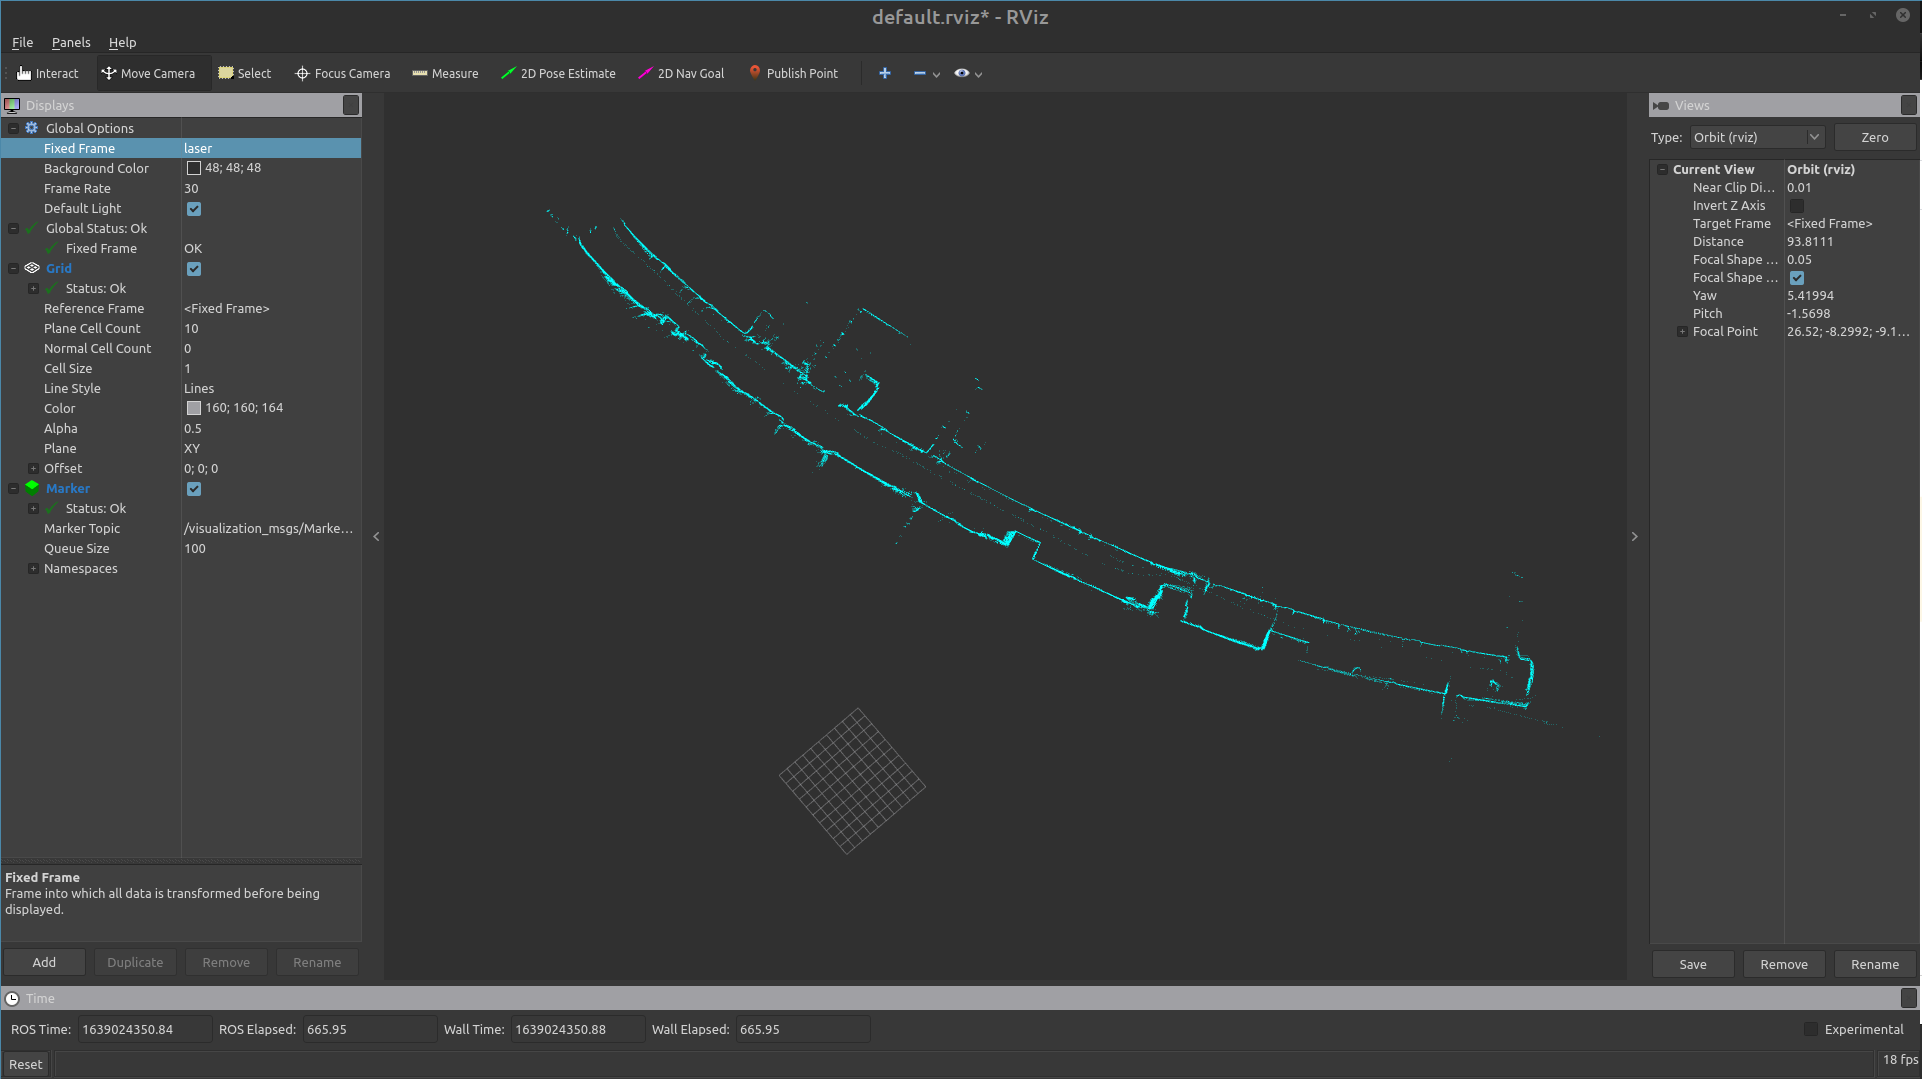 default.rviz* - RViz
File Panels Help
Interact Move Camera Select Focus Camera Measure 2D Pose Estimate 2D Nav Goal Publish Point
Displays
Global Options
Fixed Frame laser
Background Color 48; 48; 48
Frame Rate 30
Default Light
Global Status: Ok
Fixed Frame OK
Grid
Status: Ok
Reference Frame <Fixed Frame>
Plane Cell Count 10
Normal Cell Count 0
Cell Size 1
Line Style Lines
Color 160; 160; 164
Alpha 0.5
Plane XY
Offset 0; 0; 0
Marker
Status: Ok
Marker Topic /visualization_msgs/Marke...
Queue Size 100
Namespaces
Fixed Frame
Frame into which all data is transformed before being
displayed.
Add Duplicate Remove Rename
Views
Type: Orbit (rviz) Zero
Current View Orbit (rviz)
Near Clip Di... 0.01
Invert Z Axis
Target Frame <Fixed Frame>
Distance 93.8111
Focal Shape ... 0.05
Focal Shape ...
Yaw 5.41994
Pitch -1.5698
Focal Point 26.52; -8.2992; -9.1...
Save Remove Rename
Time
ROS Time: 1639024350.84 ROS Elapsed: 665.95 Wall Time: 1639024350.88 Wall Elapsed: 665.95 Experimental
Reset 18 fps